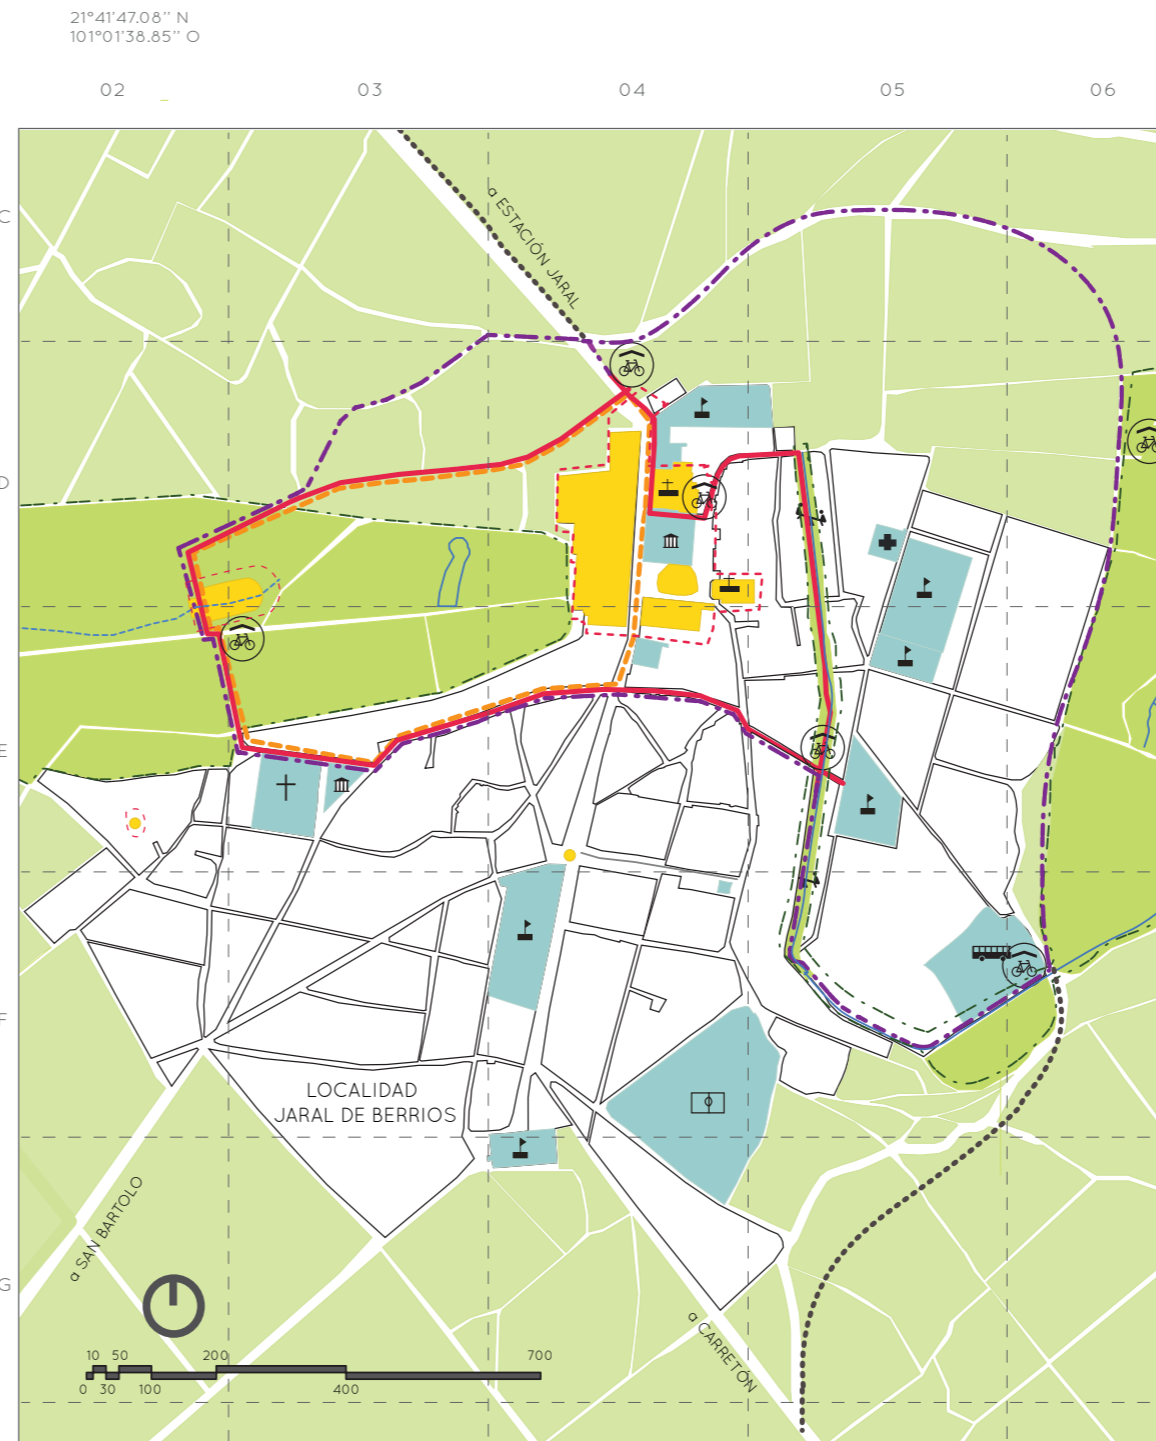 21°41'47.08'' N
101°01'38.85'' O
02 03 04 05 06
C
a ESTACIÓN JARAL
D
E
F
LOCALIDAD
JARAL DE BERRIOS
a SAN BARTOLO
G
a CARRETÓN
10 50 200 700
0 30 100 400